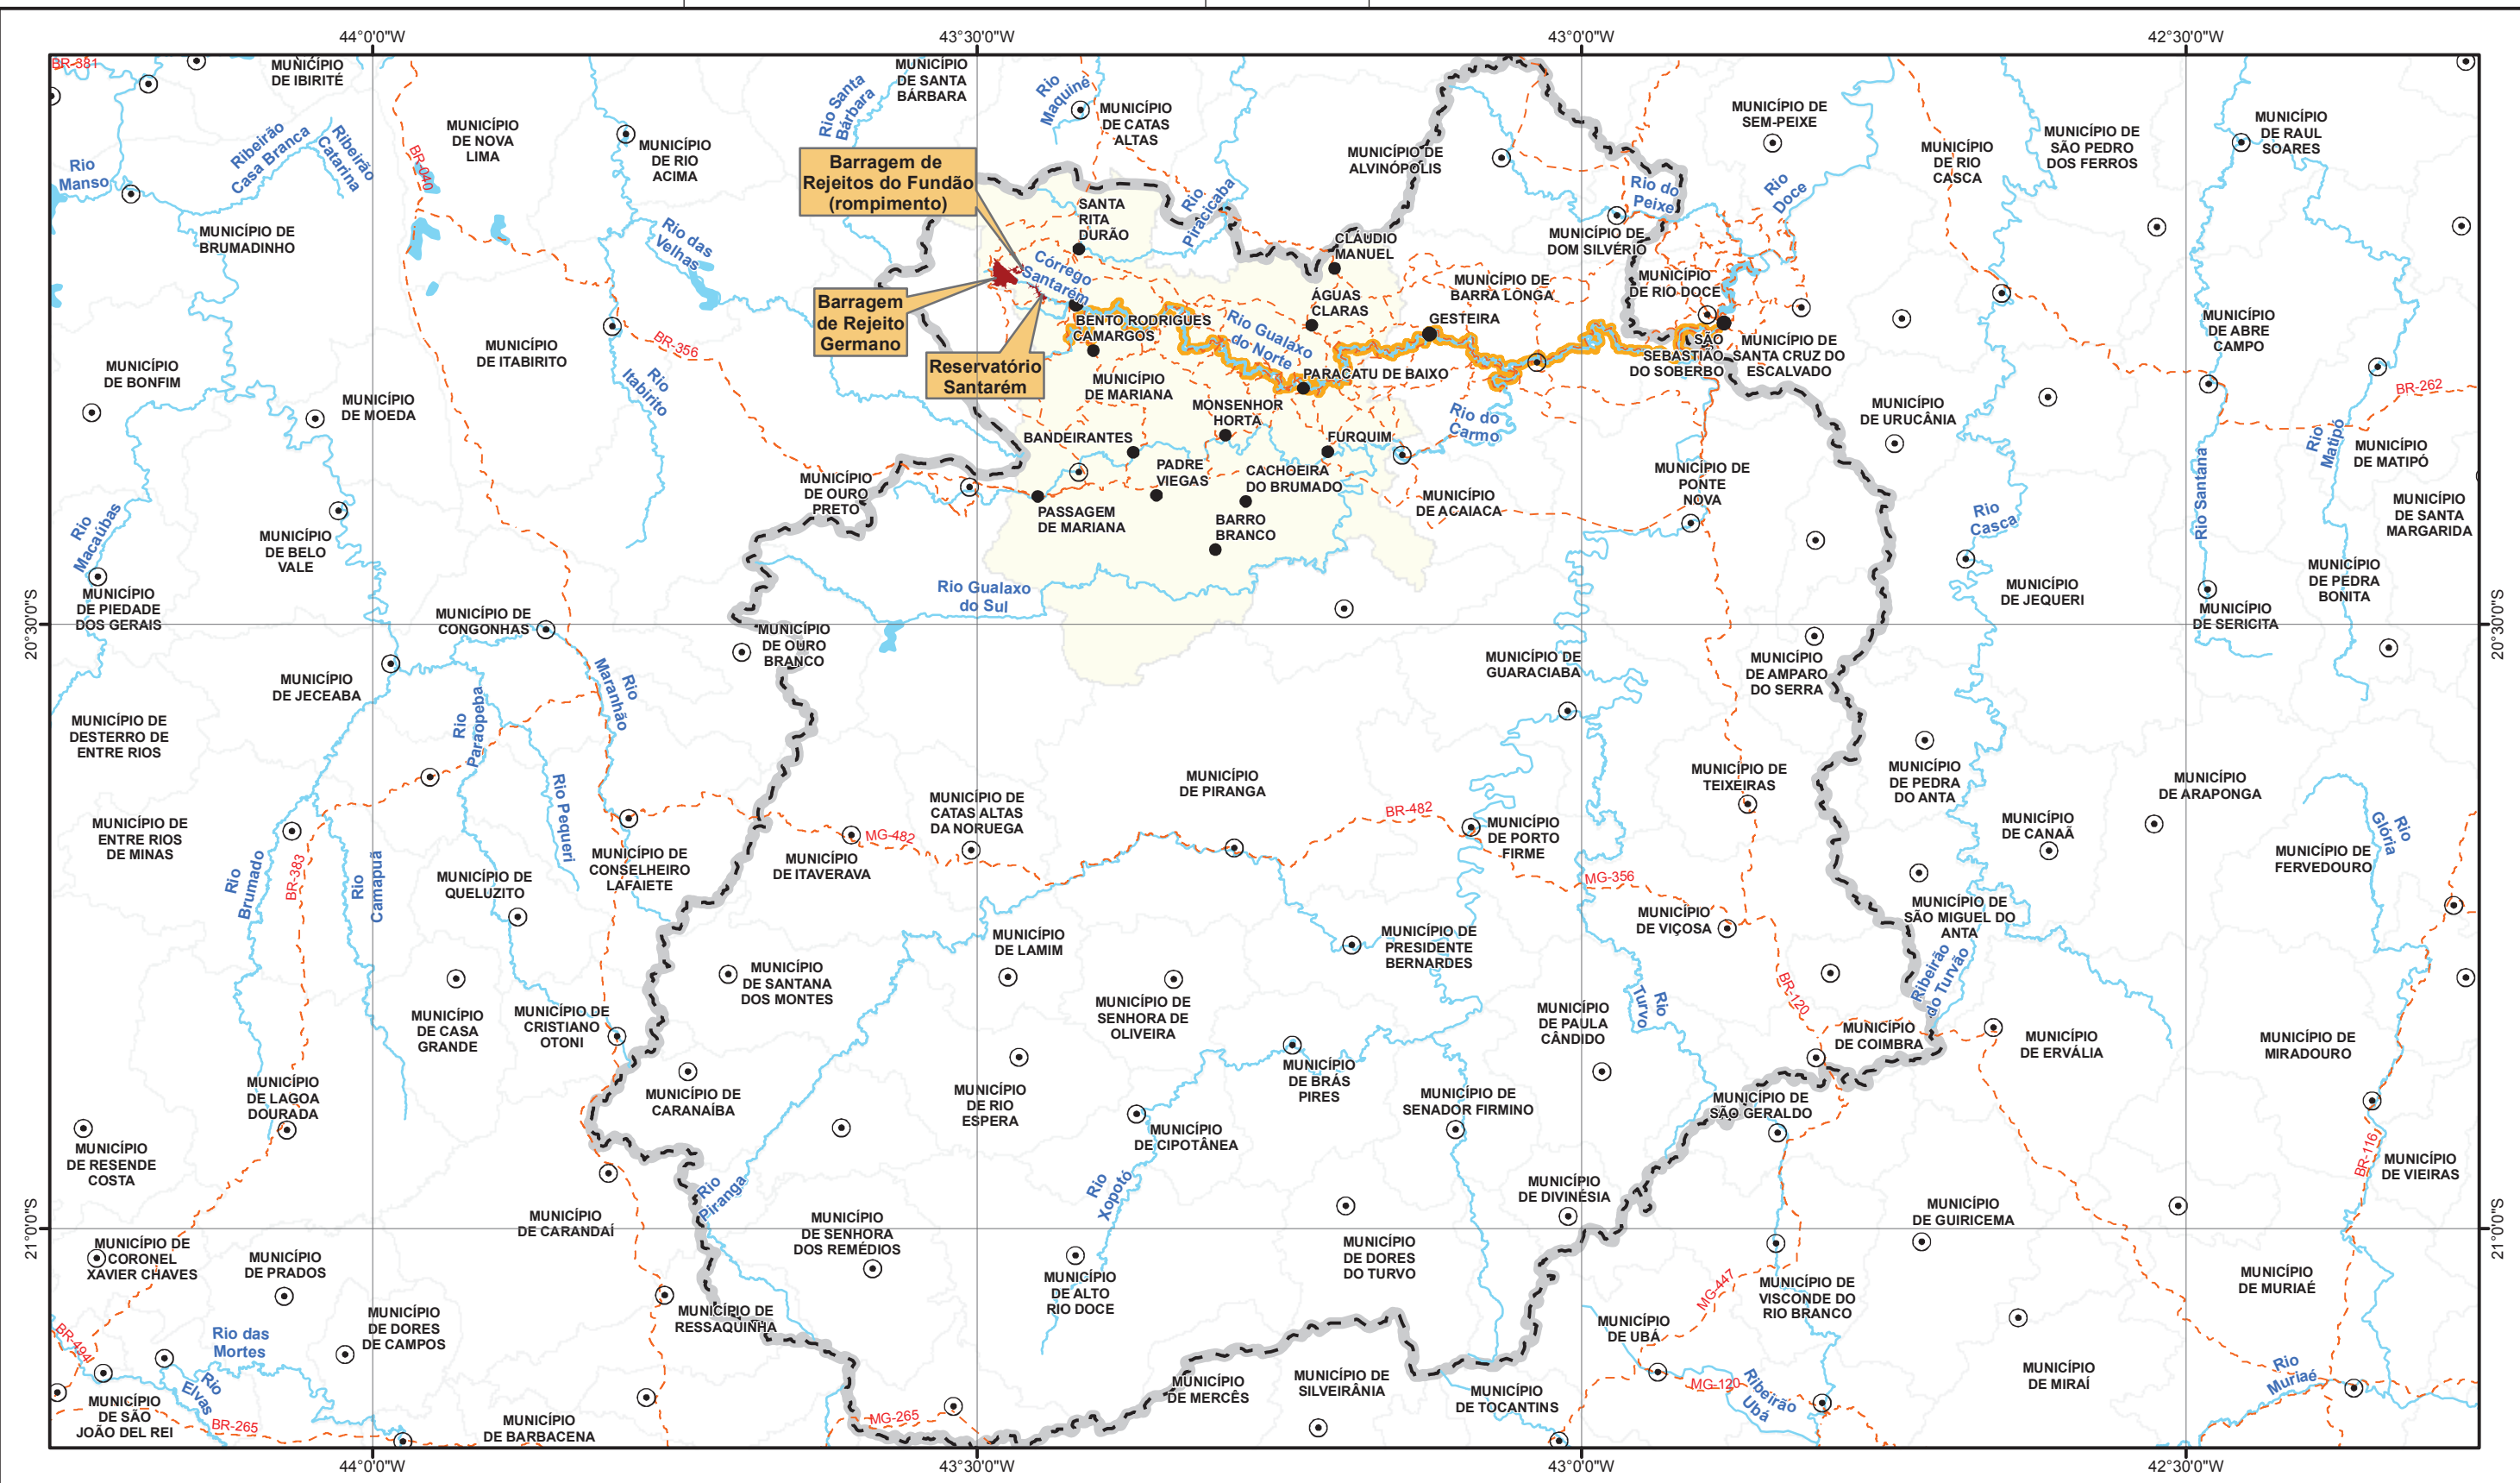 44°0'0"W
43°30'0"W
43°0'0"W
42°30'0"W
BR-381
MUNICÍPIO
DE IBIRITÉ
MUNICÍPIO
DE SANTA
BÁRBARA
Rio Santa
Bárbara
Rio
Maquiné
MUNICÍPIO
DE CATAS
ALTAS
MUNICÍPIO DE
SEM-PEIXE
MUNICÍPIO
DE RAUL
SOARES
MUNICÍPIO DE
SÃO PEDRO
DOS FERROS
MUNICÍPIO
DE RIO
CASCA
MUNICÍPIO
DE NOVA
LIMA
Ribeirão
Casa Branca
Ribeirão
Catarina
Rio
Manso
BR-040
MUNICÍPIO
DE RIO
ACIMA
Barragem de
Rejeitos do Fundão
(rompimento)
MUNICÍPIO DE
ALVINÓPOLIS
Rio do
Peixe
Rio
Doce
Rio
Piracicaba
SANTA
RITA
DURÃO
MUNICÍPIO DE
BRUMADINHO
Rio das
Velhas
CLÁUDIO
MANUEL
MUNICÍPIO DE
DOM SILVÉRIO
Córrego
Santarém
MUNICÍPIO
DE RIO DOCE
MUNICÍPIO DE
BARRA LONGA
ÁGUAS
CLARAS
GESTEIRA
Barragem
de Rejeito
Germano
BENTO RODRIGUES
CAMARGOS
Rio Gualaxo
do Norte
MUNICÍPIO
DE ABRE
CAMPO
BR-356
MUNICÍPIO
DE ITABIRITO
SÃO
SEBASTIÃO
DO SOBERBO
MUNICÍPIO DE
SANTA CRUZ DO
ESCALVADO
Reservatório
Santarém
PARACATU DE BAIXO
MUNICÍPIO
DE BONFIM
MUNICÍPIO
DE MARIANA
BR-262
Rio
Itabirito
MUNICÍPIO
DE MOEDA
MONSENHOR
HORTA
Rio do
Carmo
MUNICÍPIO
DE URUCÂNIA
BANDEIRANTES
FURQUIM
Rio
Matipó
MUNICÍPIO
DE MATIPÓ
PADRE
VIEGAS
CACHOEIRA
DO BRUMADO
MUNICÍPIO DE
PONTE
NOVA
MUNICÍPIO
DE OURO
PRETO
MUNICÍPIO
DE ACAIACA
Rio Santana
MUNICÍPIO
DE SANTA
MARGARIDA
PASSAGEM
DE MARIANA
BARRO
BRANCO
Rio
Casca
Rio
Macaúbas
MUNICÍPIO
DE BELO
VALE
MUNICÍPIO
DE PIEDADE
DOS GERAIS
Rio Gualaxo
do Sul
MUNICÍPIO
DE JEQUERI
MUNICÍPIO
DE PEDRA
BONITA
MUNICÍPIO
DE SERICITA
20°30'0"S
20°30'0"S
MUNICÍPIO DE
CONGONHAS
MUNICÍPIO
DE OURO
BRANCO
MUNICÍPIO DE
GUARACIABA
MUNICÍPIO
DE AMPARO
DO SERRA
MUNICÍPIO
DE JECEABA
Rio
Maranhão
Rio
Paraopeba
MUNICÍPIO DE
DESTERRO DE
ENTRE RIOS
MUNICÍPIO
DE PIRANGA
MUNICÍPIO DE
TEIXEIRAS
MUNICÍPIO
DE PEDRA
DO ANTA
MUNICÍPIO
DE ARAPONGA
Rio Pequeri
MUNICÍPIO DE
CATAS ALTAS
DA NORUEGA
BR-482
MUNICÍPIO
DE PORTO
FIRME
MUNICÍPIO
DE CANAÃ
Rio
Glória
MUNICÍPIO DE
ENTRE RIOS
DE MINAS
MG-482
MUNICÍPIO
DE ITAVERAVA
MUNICÍPIO DE
CONSELHEIRO
LAFAIETE
MUNICÍPIO DE
FERVEDOURO
Rio
Brumado
BR-383
Rio
Camapuã
MUNICÍPIO DE
QUELUZITO
MG-356
MUNICÍPIO
DE VIÇOSA
MUNICÍPIO DE
SÃO MIGUEL DO
ANTA
MUNICÍPIO
DE LAMIM
MUNICÍPIO DE
PRESIDENTE
BERNARDES
MUNICÍPIO
DE SANTANA
DOS MONTES
Ribeirão
do Turvão
BR-120
Rio
Turvo
MUNICÍPIO DE
SENHORA DE
OLIVEIRA
MUNICÍPIO
DE PAULA
CÂNDIDO
MUNICÍPIO
DE CASA
GRANDE
MUNICÍPIO DE
CRISTIANO
OTONI
MUNICÍPIO
DE COIMBRA
MUNICÍPIO
DE ERVÁLIA
MUNICÍPIO DE
MIRADOURO
MUNICÍPIO
DE LAGOA
DOURADA
MUNICÍPIO DE
CARANAÍBA
MUNICÍPIO
DE RIO
ESPERA
MUNICÍPIO
DE BRÁS
PIRES
MUNICÍPIO DE
SENADOR FIRMINO
MUNICÍPIO DE
SÃO GERALDO
MUNICÍPIO
DE CIPOTÂNEA
MUNICÍPIO
DE RESENDE
COSTA
BR-116
MUNICÍPIO
DE VIEIRAS
Rio
Piranga
Rio
Xopotó
MUNICÍPIO
DE DIVINÉSIA
MUNICÍPIO
DE GUIRICEMA
21°0'0"S
21°0'0"S
MUNICÍPIO
DE CARANDAÍ
MUNICÍPIO
DE SENHORA
DOS REMÉDIOS
MUNICÍPIO DE
CORONEL
XAVIER CHAVES
MUNICÍPIO
DE PRADOS
MUNICÍPIO
DE DORES
DO TURVO
MUNICÍPIO
DE ALTO
RIO DOCE
MG-447
MUNICÍPIO DE
VISCONDE DO
RIO BRANCO
MUNICÍPIO
DE MURIAÉ
MUNICÍPIO
DE DORES
DE CAMPOS
MUNICÍPIO DE
RESSAQUINHA
MUNICÍPIO
DE UBÁ
BR-494
Rio das
Mortes
Rio
Elvas
MUNICÍPIO
DE MERCÊS
MUNICÍPIO DE
SILVEIRÂNIA
MUNICÍPIO
DE TOCANTINS
MG-120
Ribeirão
Ubá
MUNICÍPIO
DE MIRAÍ
Rio
Muriaé
MUNICÍPIO
DE SÃO
JOÃO DEL REI
BR-265
MUNICÍPIO
DE BARBACENA
MG-265
44°0'0"W
43°30'0"W
43°0'0"W
42°30'0"W